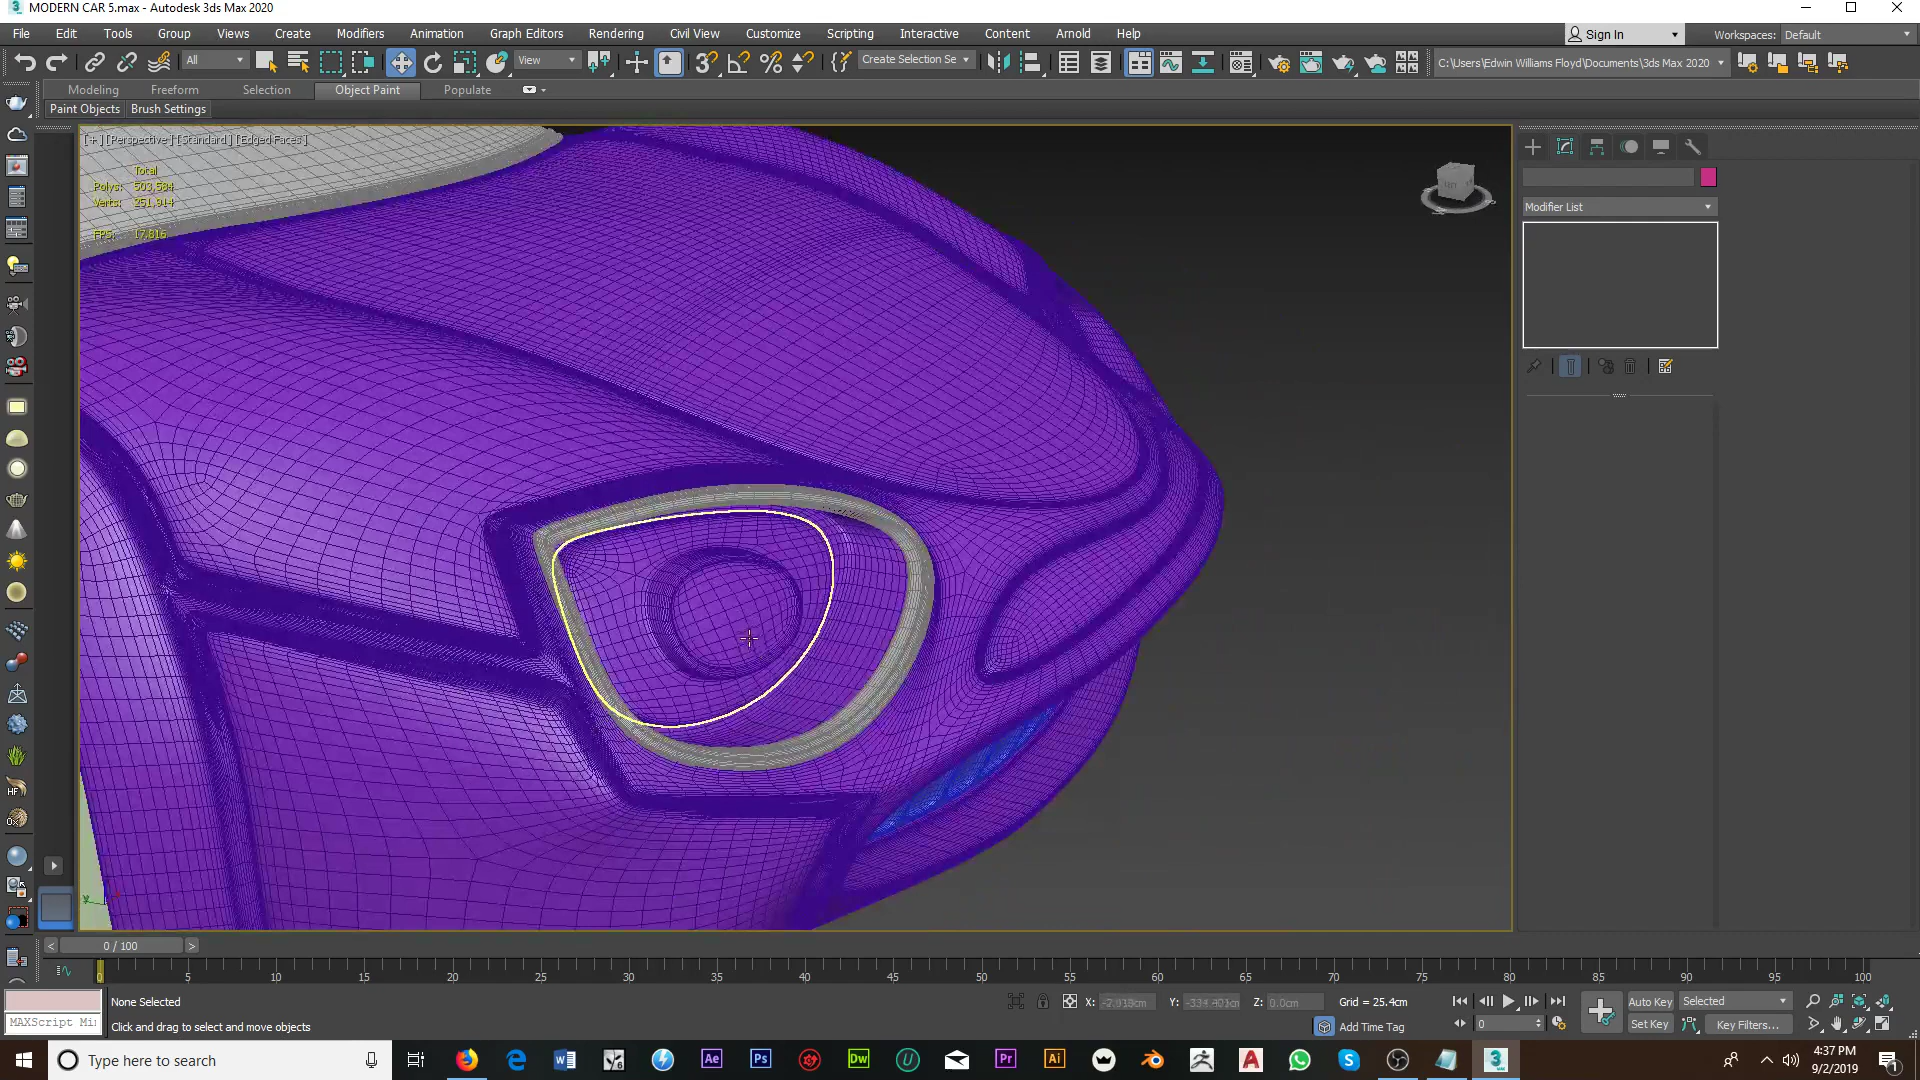 MODERN CAR 5.max - Autodesk 3ds Max 2020
File Edit Tools Group Views Create Modifiers Animation Graph Editors Rendering Civil View Customize Scripting Interactive Content Arnold Help
Sign In
Workspaces: Default
All
View
Create Selection Se
C:\Users\Edwin Williams Floyd\Documents\3ds Max 2020
Modeling Freeform Selection Object Paint Populate
Paint Objects Brush Settings
[+] [Perspective] [Standard] [Edged Faces]
Total
Polys: 503,584
Verts: 251,914
FPS: 17.816
Modifier List
0 / 100
0 5 10 15 20 25 30 35 40 45 50 55 60 65 70 75 80 85 90 95 100
None Selected
X: -2.918cm Y: -334.401cm Z: 0.0cm Grid = 25.4cm
Auto Key Selected
MAXScript Mi
Click and drag to select and move objects
Add Time Tag
0
Set Key Key Filters...
Type here to search
4:37 PM
9/2/2019